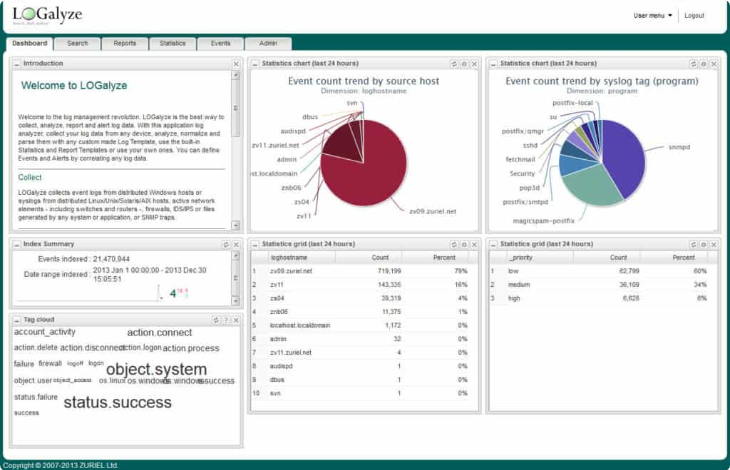 LOGalyze
User menu
Logout
Dashboard
Search
Reports
Statistics
Events
Admin
Introduction
Welcome to LOGalyze
Welcome to the log management revolution. LOGalyze is the best way to
collect, analyze, report and alert log data. With this application log
analyzer, collect your log data from any device, analyze, normalize and
parse them with any custom made Log Template, use the built-in
Statistics and Report Templates or use your own ones. You can define
Events and Alerts by correlating any log data.
Collect
LOGalyze collects event logs from distributed Windows hosts or
syslogs from distributed Linux/Unix/Solaris/AIX hosts, active network
elements - including switches and routers -, firewalls, IDS/IPS or files
generated by any system or application, or SNMP traps.
Statistics chart (last 24 hours)
Event count trend by source host
Dimension: loghostname
svn
dbus
audispd
zv11.zuriel.net
admin
st.localdomain
znb06
zs04
zv11
zv09.zuriel.net
Statistics chart (last 24 hours)
Event count trend by syslog tag (program)
Dimension: program
postfix-local
su
postfix/qmgr
sshd
fetchmail
Security
pop3d
postfix/smtpd
magicspam-postfix
snmpd
Index Summary
Events indexed : 21,470,944
Date range indexed : 2013 Jan 1 00:00:00 - 2013 Dec 30
15:05:51
Tag cloud
account_activity action.connect
action.delete action.disconnect action.logon action.process
failure firewall logoff logon object.system
object.user object_access os.linux os.windows os.windows success
status.failure status.success
success
Statistics grid (last 24 hours)
loghostname Count Percent
1 zv09.zuriel.net 719,199 79%
2 zv11 143,335 16%
3 zs04 39,319 4%
4 znb06 11,375 1%
5 localhost.localdomain 1,172 0%
6 admin 32 0%
7 zv11.zuriel.net 4 0%
8 audispd 1 0%
9 dbus 1 0%
10 svn 1 0%
Statistics grid (last 24 hours)
_priority Count Percent
1 low 62,799 60%
2 medium 36,109 34%
3 high 6,628 6%
Copyright © 2007-2013 ZURIEL Ltd.